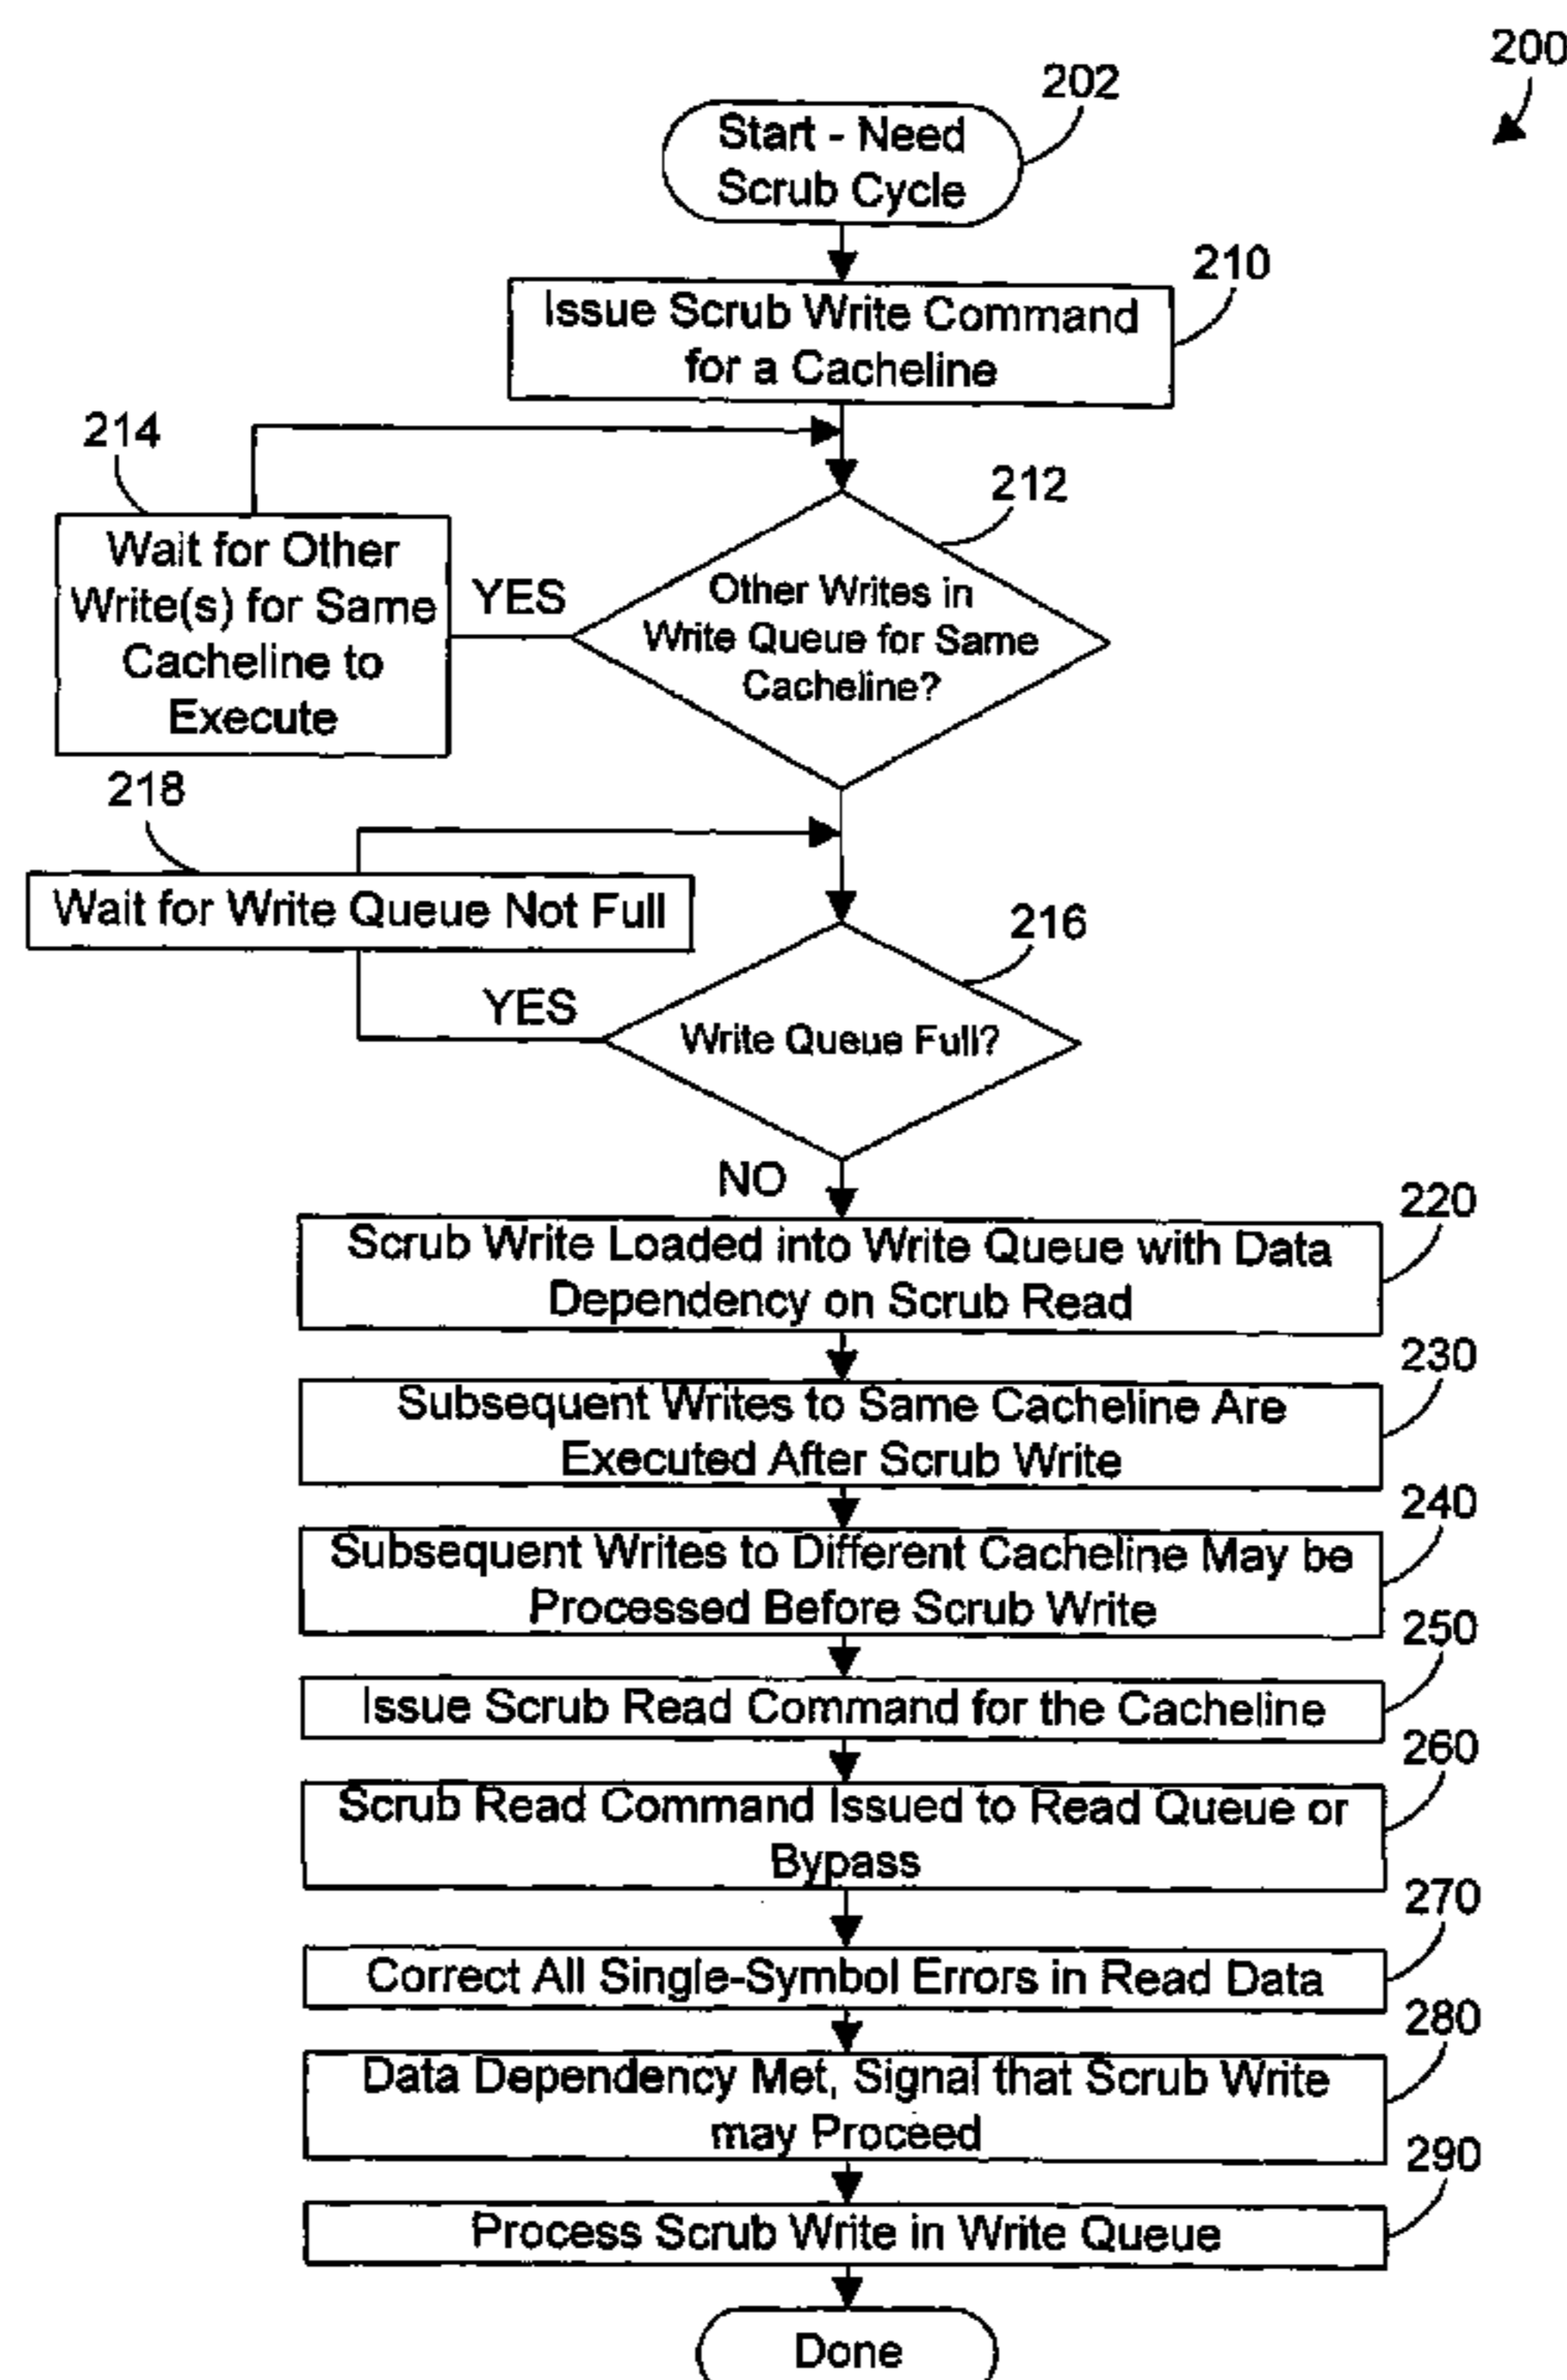 200
202
Start - Need
Scrub Cycle
210
Issue Scrub Write Command
for a Cacheline
214
212
Wait for Other
Write(s) for Same
Cacheline to
Execute
YES
Other Writes in
Write Queue for Same
Cacheline?
218
Wait for Write Queue Not Full
216
YES
Write Queue Full?
NO
220
Scrub Write Loaded into Write Queue with Data
Dependency on Scrub Read
230
Subsequent Writes to Same Cacheline Are
Executed After Scrub Write
240
Subsequent Writes to Different Cacheline May be
Processed Before Scrub Write
250
Issue Scrub Read Command for the Cacheline
260
Scrub Read Command Issued to Read Queue or
Bypass
270
Correct All Single-Symbol Errors in Read Data
280
Data Dependency Met, Signal that Scrub Write
may Proceed
290
Process Scrub Write in Write Queue
Done